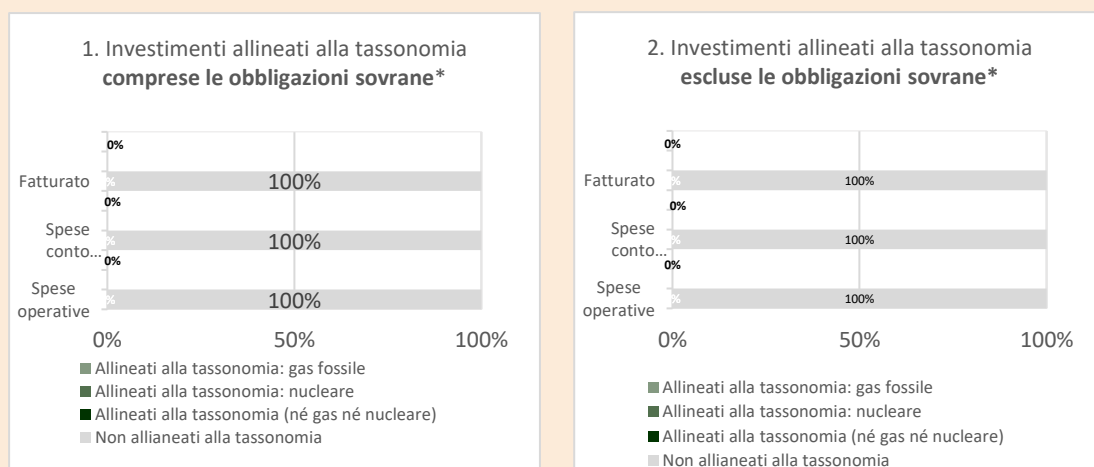 1. Investimenti allineati alla tassonomia
comprese le obbligazioni sovrane*
0%
Fatturato
%
100%
0%
Spese
conto...
%
100%
0%
Spese
operative
%
100%
0%
50%
100%
Allineati alla tassonomia: gas fossile
Allineati alla tassonomia: nucleare
Allineati alla tassonomia (né gas né nucleare)
Non allianeati alla tassonomia
2. Investimenti allineati alla tassonomia
escluse le obbligazioni sovrane*
0%
Fatturato
%
100%
0%
Spese
conto...
%
100%
0%
Spese
operative
%
100%
0%
50%
100%
Allineati alla tassonomia: gas fossile
Allineati alla tassonomia: nucleare
Allineati alla tassonomia (né gas né nucleare)
Non allianeati alla tassonomia